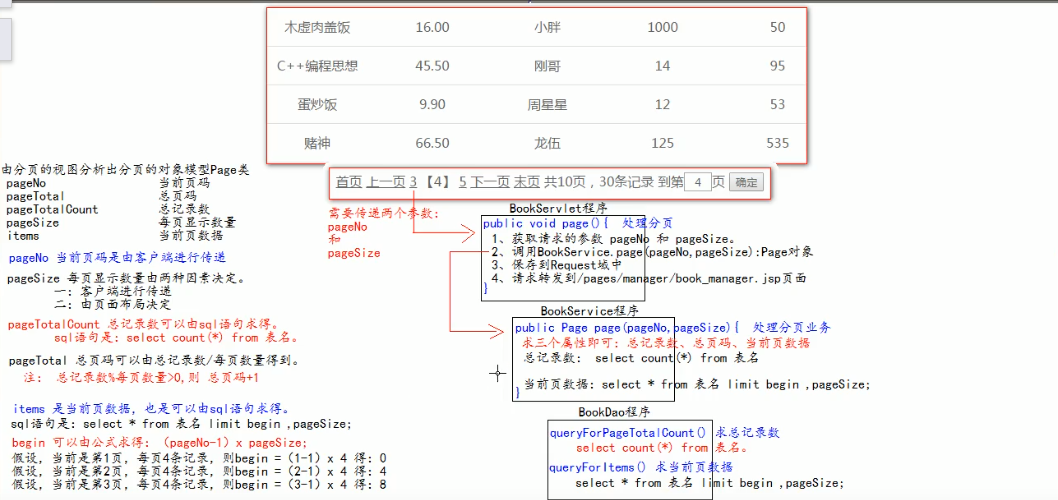 木虚肉盖饭 16.00 小胖 1000 50
C++编程思想 45.50 刚哥 14 95
蛋炒饭 9.90 周星星 12 53
赌神 66.50 龙伍 125 535
首页 上一页 3 【4】 5 下一页 末页 共10页，30条记录 到第 4 页 确定
由分页的视图分析出分页的对象模型Page类
pageNo 当前页码
pageTotal 总页码
pageTotalCount 总记录数
pageSize 每页显示数量
items 当前页数据
pageNo 当前页码是由客户端进行传递
pageSize 每页显示数量由两种因素决定。
一：客户端进行传递
二：由页面布局决定
pageTotalCount 总记录数可以由sql语句求得。
sql语句是：select count(*) from 表名。
pageTotal 总页码可以由总记录数/每页数量得到。
注： 总记录数%每页数量>0,则 总页码+1
items 是当前页数据，也是可以由sql语句求得。
sql语句是：select * from 表名 limit begin ,pageSize;
begin 可以由公式求得：（pageNo-1）x pageSize;
假设，当前是第1页，每页4条记录，则begin =（1-1）x 4 得：0
假设，当前是第2页，每页4条记录，则begin =（2-1）x 4 得：4
假设，当前是第3页，每页4条记录，则begin =（3-1）x 4 得：8
需要传递两个参数：
pageNo
和
pageSize
BookServlet程序
public void page(){ 处理分页
1、获取请求的参数 pageNo 和 pageSize。
2、调用BookService.page(pageNo,pageSize):Page对象
3、保存到Request域中
4、请求转发到/pages/manager/book_manager.jsp页面
}
BookService程序
public Page page(pageNo,pageSize){ 处理分页业务
求三个属性即可：总记录数、总页码、当前页数据
总记录数： select count(*) from 表名
当前页数据：select * from 表名 limit begin ,pageSize;
}
BookDao程序
queryForPageTotalCount() 求总记录数
select count(*) from 表名。
queryForItems() 求当前页数据
select * from 表名 limit begin ,pageSize;